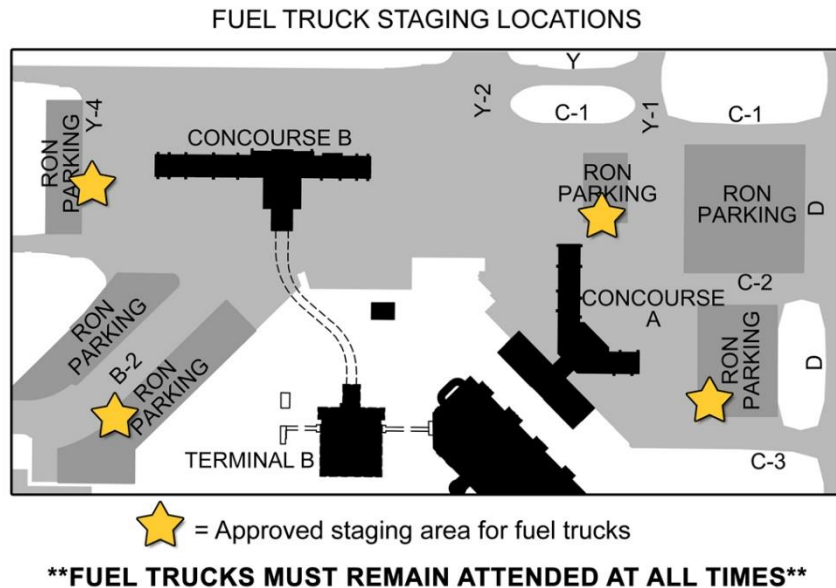 FUEL TRUCK STAGING LOCATIONS
Y
Y-2
C-1
Y-1
C-1
Y-4
RON
PARKING
CONCOURSE B
RON
PARKING
RON
PARKING
D
C-2
CONCOURSE
A
RON
PARKING
B-2
RON
PARKING
RON
PARKING
D
TERMINAL B
C-3
= Approved staging area for fuel trucks
**FUEL TRUCKS MUST REMAIN ATTENDED AT ALL TIMES**